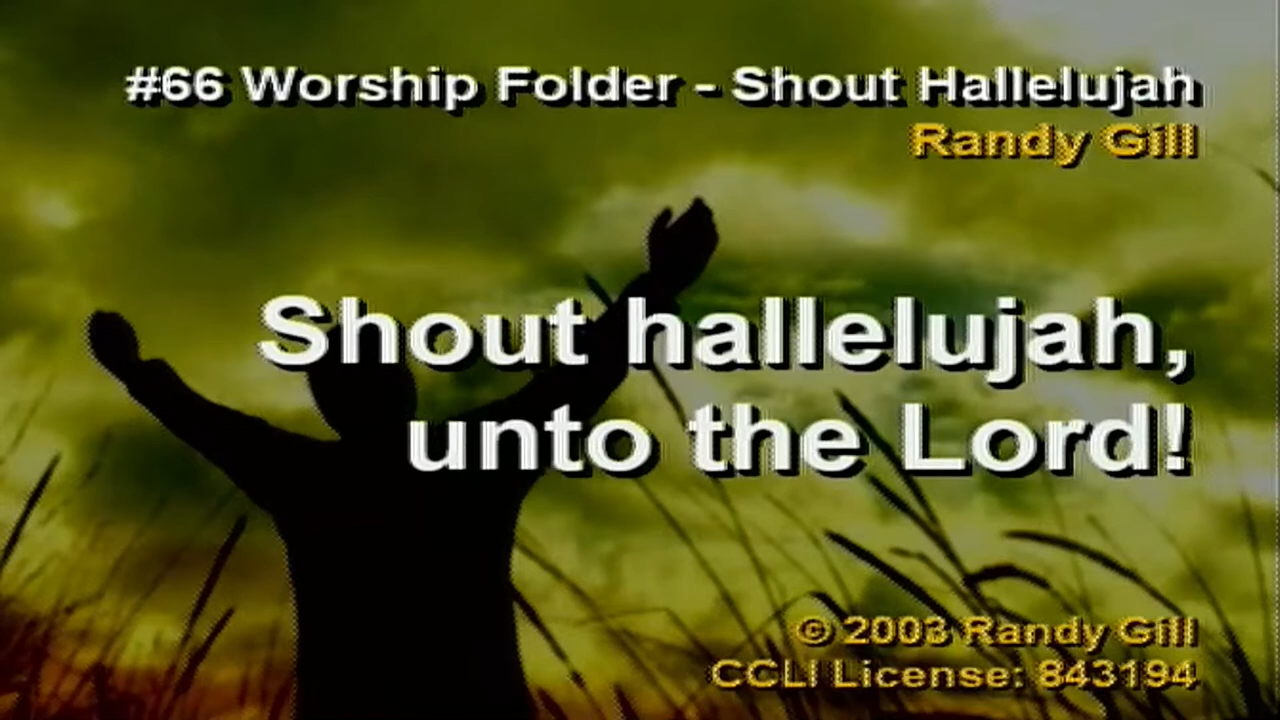 #66 Worship Folder - Shout Hallelujah
Randy Gill
Shout hallelujah,
unto the Lord!
© 2003 Randy Gill
CCLI License: 843194